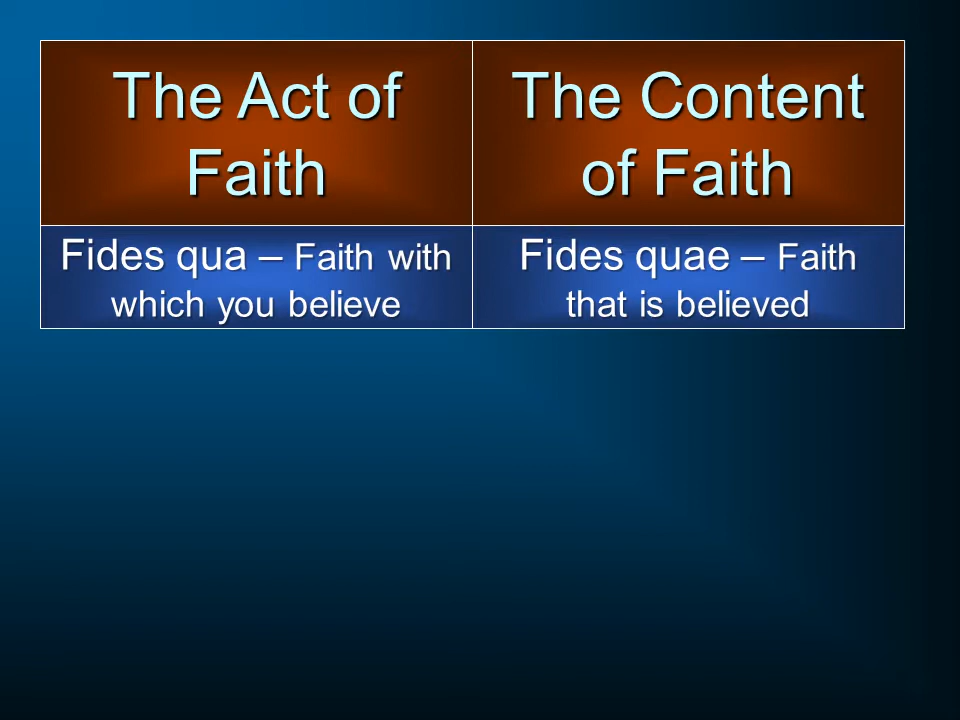 The Act of
Faith
The Content
of Faith
Fides qua – Faith with
which you believe
Fides quae – Faith
that is believed